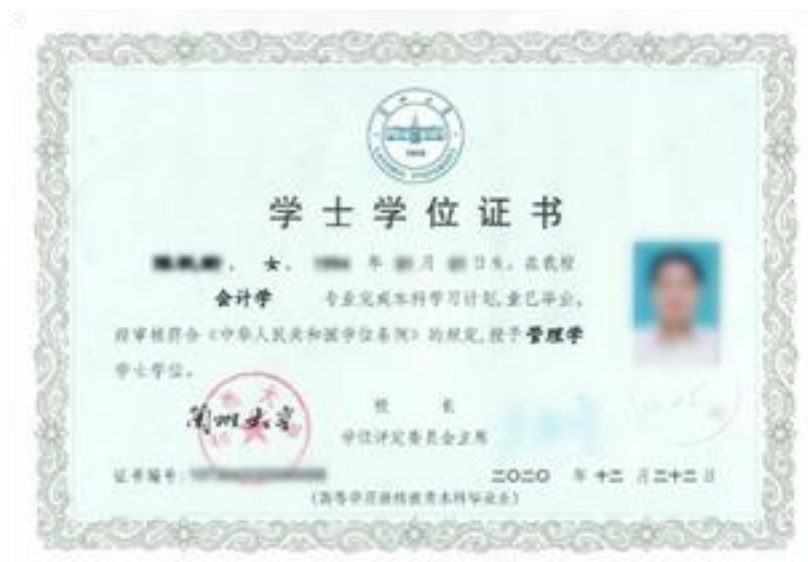 学士学位证书
女, 年 月 日生。在我校
会计学 专业完成本科学习计划,业已毕业。
经审核符合《中华人民共和国学位条例》的规定,授予管理学
学士学位。
兰州大学
校 长
学位评定委员会主席
证书编号:
二〇二〇 年 十二 月二十二日
(高等学历继续教育本科毕业生)